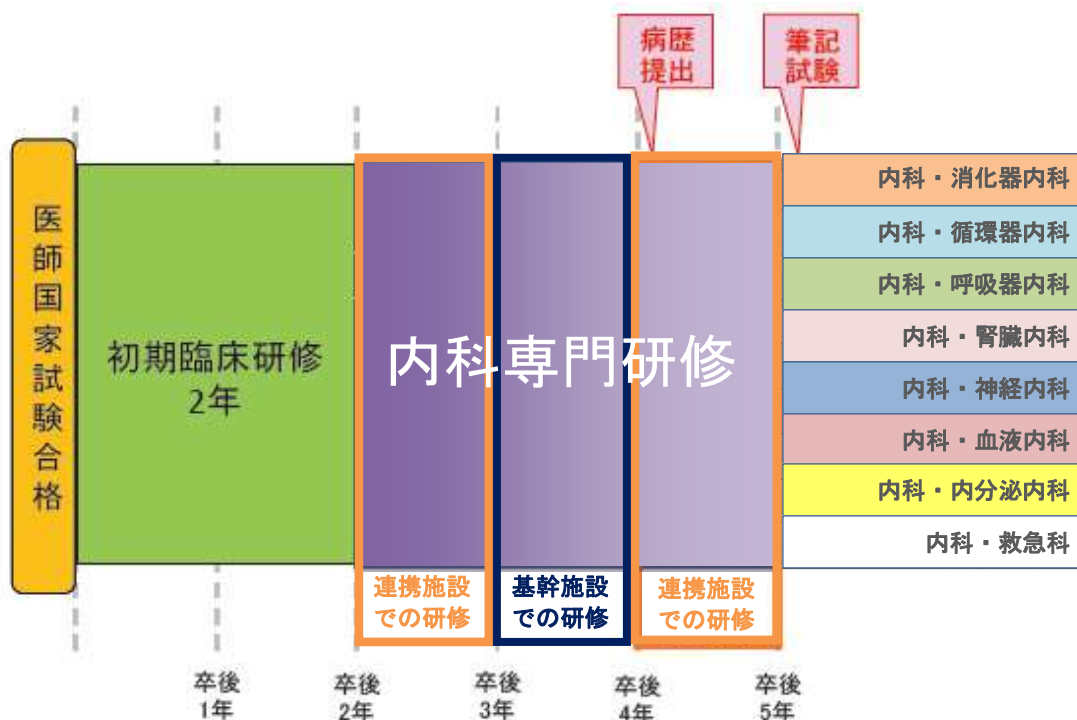 病歴
提出
筆記
試験
医師国家試験合格
初期臨床研修
2年
内科専門研修
内科・消化器内科
内科・循環器内科
内科・呼吸器内科
内科・腎臓内科
内科・神経内科
内科・血液内科
内科・内分泌内科
内科・救急科
連携施設
での研修
基幹施設
での研修
連携施設
での研修
卒後
1年
卒後
2年
卒後
3年
卒後
4年
卒後
5年